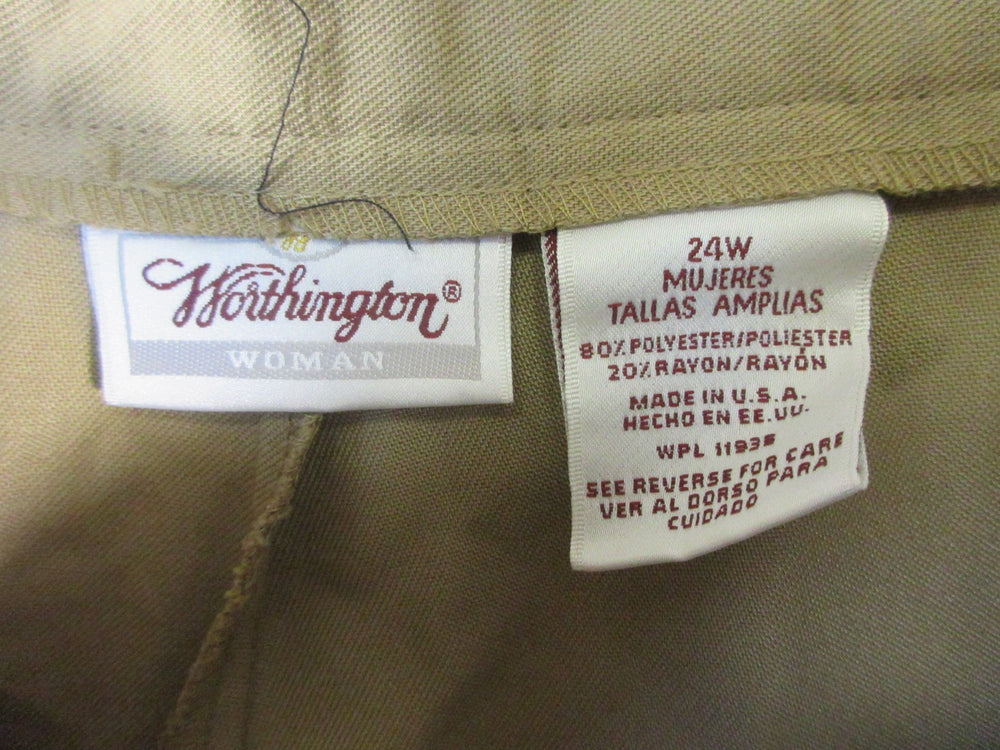 Worthington®
WOMAN
24W
MUJERES
TALLAS AMPLIAS
80% POLYESTER/POLIESTER
20% RAYON/RAYÓN
MADE IN U.S.A.
HECHO EN EE.UU.
WPL 11936
SEE REVERSE FOR CARE
VER AL DORSO PARA
CUIDADO